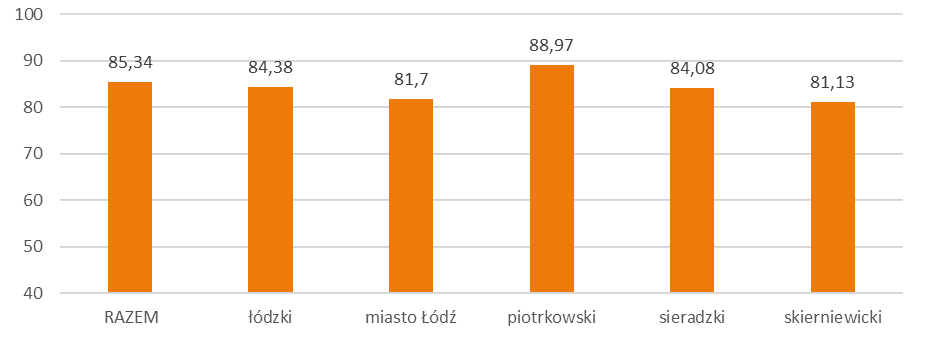 100
90
80
70
60
50
40
85,34
84,38
81,7
88,97
84,08
81,13
RAZEM
łódzki
miasto Łódź
piotrkowski
sieradzki
skierniewicki